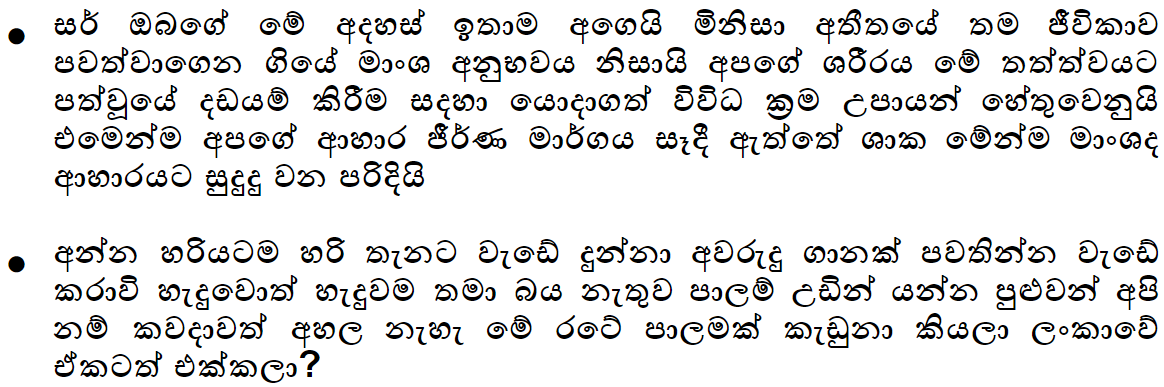 ● සර් ඔබගේ මේ අදහස් ඉතාම අගෙයි මිනිසා අතීතයේ තම ජීවිකාව
පවත්වාගෙන ගියේ මාංශ අනුභවය නිසායි අපගේ ශරීරය මේ තත්ත්වයට
පත්වූයේ දඩයම් කිරීම සදහා යොදාගත් විවිධ ක්‍රම උපායන් හේතුවෙනුයි
එමෙන්ම අපගේ ආහාර ජීර්ණ මාර්ගය සෑදී ඇත්තේ ශාක මේන්ම මාංශද
ආහාරයට සුදුදු වන පරිදියි
● අන්න හරියටම හරි තැනට වැඩේ දුන්නා අවරුදු ගානක් පවතින්න වැඩේ
කරාවි හැදුවොත් හැදුවම තමා බය නැතුව පාලම් උඩින් යන්න පුළුවන් අපි
නම් කවදාවත් අහල නැහැ මේ රටේ පාලමක් කැඩුනා කියලා ලංකාවේ
ඒකටත් එක්කලා?